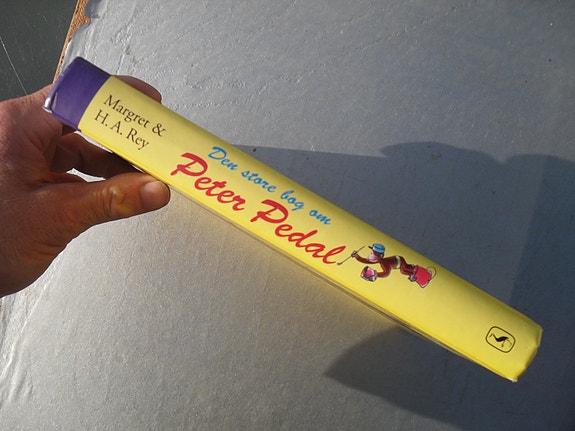 Margret &
H. A. Rey
Den store bog om
Peter Pedal